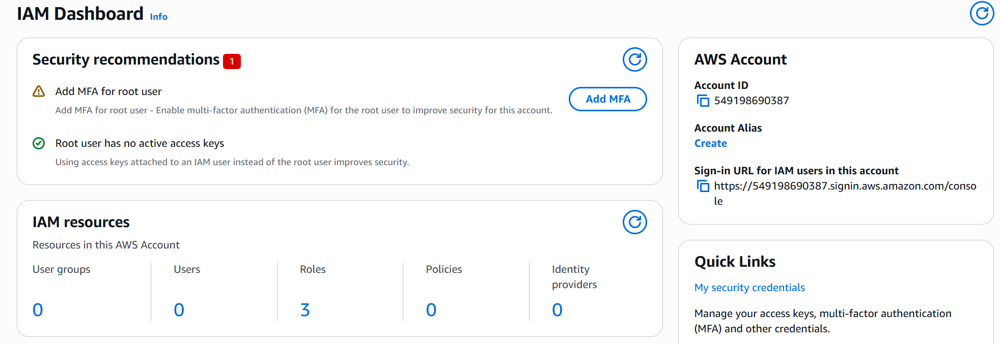 IAM Dashboard Info
Security recommendations 1
Add MFA for root user
Add MFA for root user - Enable multi-factor authentication (MFA) for the root user to improve security for this account.
Add MFA
Root user has no active access keys
Using access keys attached to an IAM user instead of the root user improves security.
IAM resources
Resources in this AWS Account
User groups
0
Users
0
Roles
3
Policies
0
Identity
providers
0
AWS Account
Account ID
549198690387
Account Alias
Create
Sign-in URL for IAM users in this account
https://549198690387.signin.aws.amazon.com/conso
le
Quick Links
My security credentials
Manage your access keys, multi-factor authentication
(MFA) and other credentials.